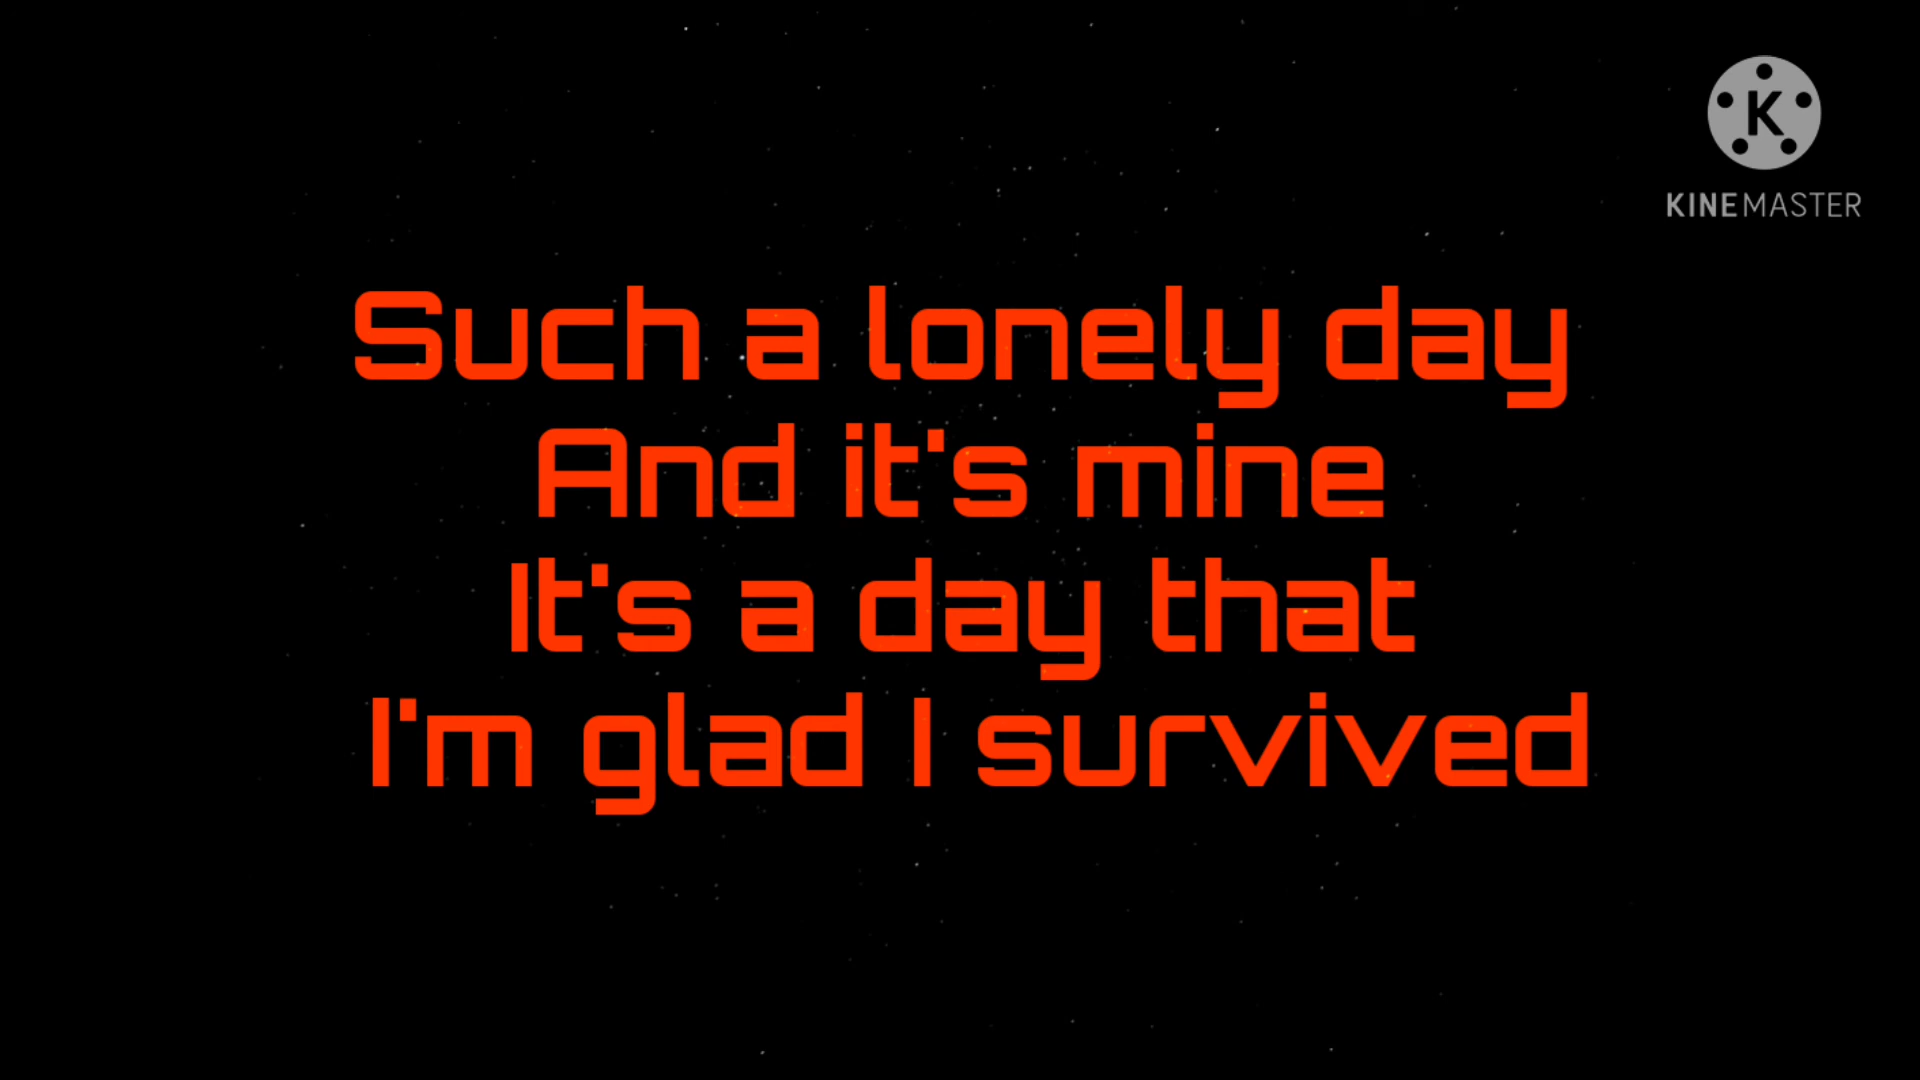 K
KINEMASTER
Such a lonely day
And it's mine
It's a day that
I'm glad I survived